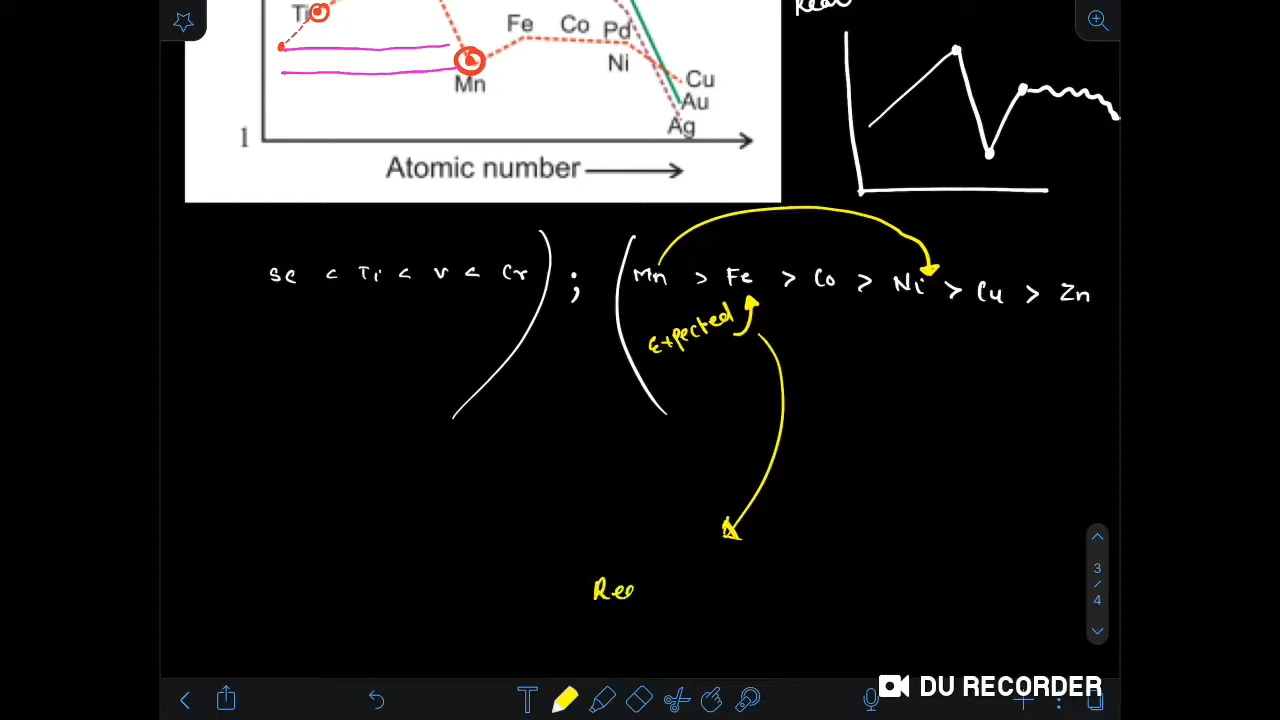 Real
Ti
Fe Co Pd
Ni
Mn
Cu
Au
Ag
1
Atomic number
Sc < Ti < V < Cr ; Mn > Fe > Co > Ni > Cu > Zn
Expected
Rea
3
/
4
T
DU RECORDER